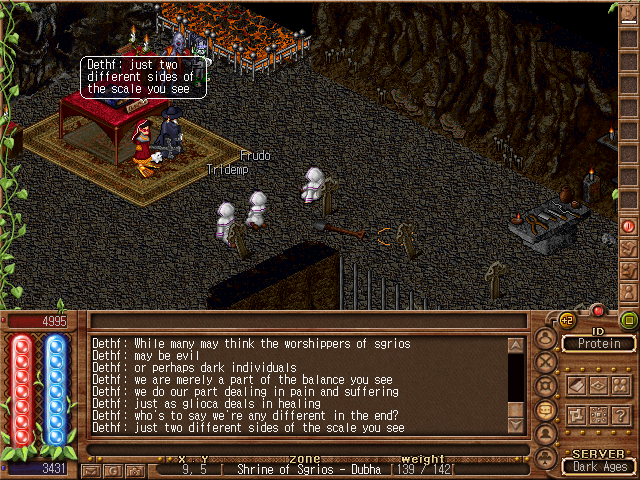 Dethf: just two
different sides of
the scale you see
Frudo
Tridemp
4995
Dethf: While many may think the worshippers of sgrios
Dethf: may be evil
Dethf: or perhaps dark individuals
Dethf: we are merely a part of the balance you see
Dethf: we do our part dealing in pain and suffering
Dethf: just as glioca deals in healing
Dethf: who's to say we're any different in the end?
Dethf: just two different sides of the scale you see
+2
ID
Protein
?
SERVER
Dark Ages
x y zone weight
9, 5 [ Shrine of Sgrios - Dubha [139 / 142[
3431
G